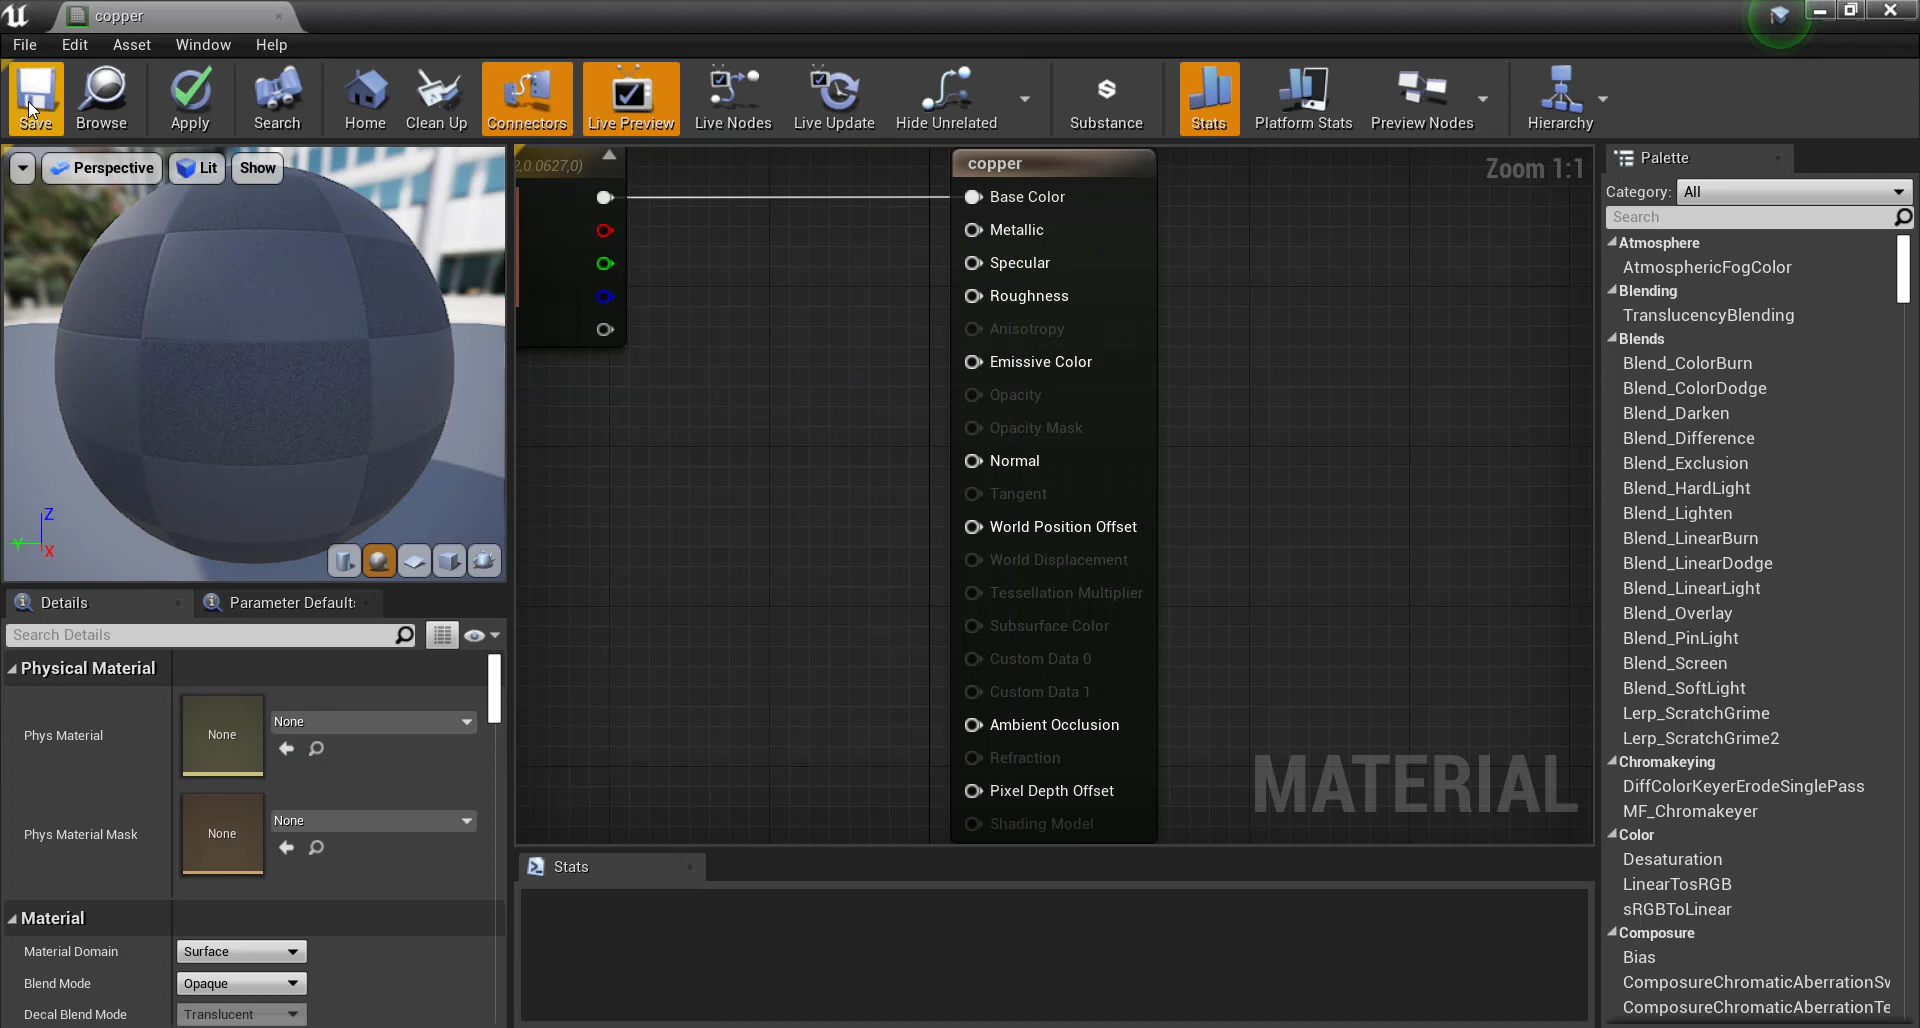 copper
File Edit Asset Window Help
Save Browse Apply Search Home Clean Up Connectors Live Preview Live Nodes Live Update Hide Unrelated Substance Stats Platform Stats Preview Nodes Hierarchy
Perspective Lit Show
Z
Y
X
2,0.0627,0)
copper
Zoom 1:1
Base Color
Metallic
Specular
Roughness
Anisotropy
Emissive Color
Opacity
Opacity Mask
Normal
Tangent
World Position Offset
World Displacement
Tessellation Multiplier
Subsurface Color
Custom Data 0
Custom Data 1
Ambient Occlusion
Refraction
Pixel Depth Offset
Shading Model
MATERIAL
Stats
Details Parameter Default
Search Details
Physical Material
Phys Material None None
Phys Material Mask None None
Material
Material Domain Surface
Blend Mode Opaque
Decal Blend Mode Translucent
Palette
Category: All
Search
Atmosphere
AtmosphericFogColor
Blending
TranslucencyBlending
Blends
Blend_ColorBurn
Blend_ColorDodge
Blend_Darken
Blend_Difference
Blend_Exclusion
Blend_HardLight
Blend_Lighten
Blend_LinearBurn
Blend_LinearDodge
Blend_LinearLight
Blend_Overlay
Blend_PinLight
Blend_Screen
Blend_SoftLight
Lerp_ScratchGrime
Lerp_ScratchGrime2
Chromakeying
DiffColorKeyerErodeSinglePass
MF_Chromakeyer
Color
Desaturation
LinearTosRGB
sRGBToLinear
Composure
Bias
ComposureChromaticAberrationSw
ComposureChromaticAberrationTe